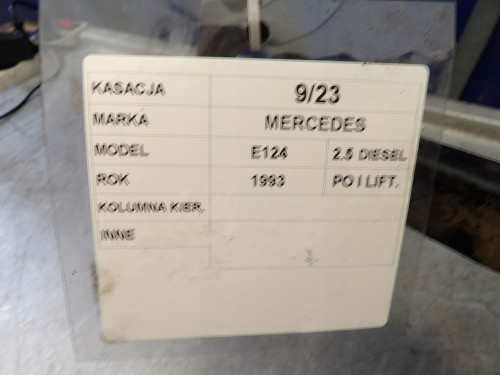 KASACJA 9/23
MARKA MERCEDES
MODEL E124 2.5 DIESEL
ROK 1993 PO I LIFT.
KOLUMNA KIER.
INNE